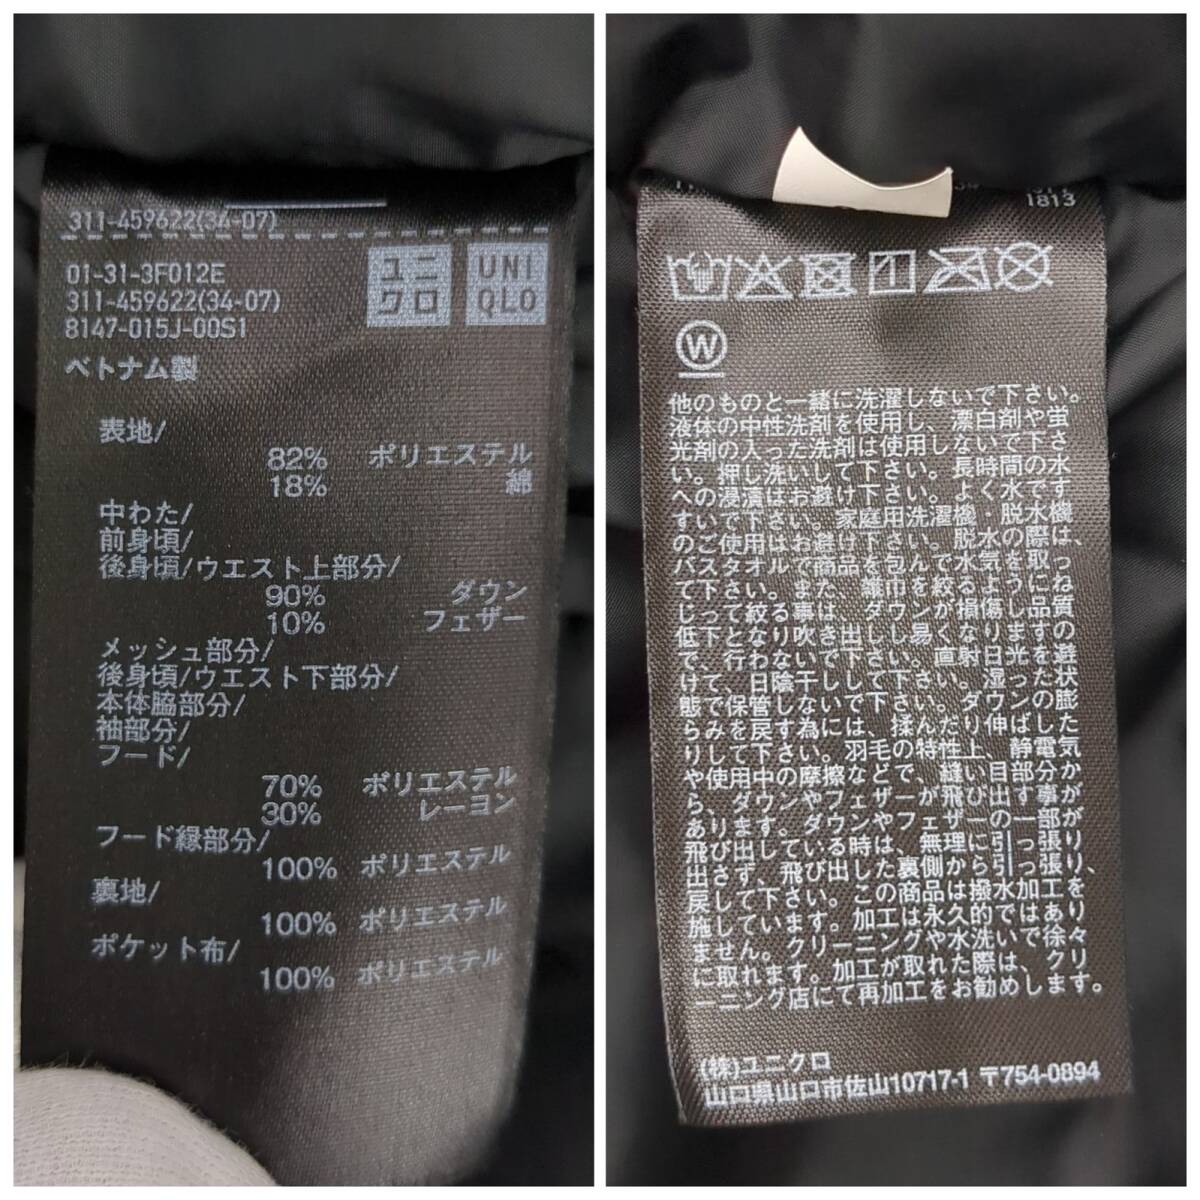 311-459622(34-07)
01-31-3F012E
311-459622(34-07)
8147-015J-00S1
ユニ
クロ
UNI
QLO
ベトナム製
表地/
82% ポリエステル
18% 綿
中わた/
前身頃/
後身頃/ウエスト上部分/
90% ダウン
10% フェザー
メッシュ部分/
後身頃/ウエスト下部分/
本体脇部分/
袖部分/
フード/
70% ポリエステル
30% レーヨン
フード縁部分/
100% ポリエステル
裏地/
100% ポリエステル
ポケット布/
100% ポリエステル
1813
W
他のものと一緒に洗濯しないで下さい。
液体の中性洗剤を使用し、漂白剤や蛍
光剤の入った洗剤は使用しないで下さ
い。押し洗いして下さい。長時間の水
への浸漬はお避け下さい。よく水です
すいで下さい。家庭用洗濯機・脱水機
のご使用はお避け下さい。脱水の際は、
バスタオルで商品を包んで水気を取っ
て下さい。また、雑巾を絞るようにね
じって絞る事は、ダウンが損傷し品質
低下となり吹き出し易くなりますの
で、行わないで下さい。直射日光を避
けて、日陰干しして下さい。湿った状
態で保管しないで下さい。ダウンの膨
らみを戻す為には、揉んだり伸ばした
りして下さい。羽毛の特性上、静電気
や使用中の摩擦などで、縫い目部分か
ら、ダウンやフェザーが飛び出す事が
あります。ダウンやフェザーの一部が
飛び出している時は、無理に引っ張り
出さず、飛び出した裏側から引っ張り、
戻して下さい。この商品は撥水加工を
施しています。加工は永久的ではあり
ません。クリーニングや水洗いで徐々
に取れます。加工が取れた際は、クリ
ーニング店にて再加工をお勧めします。
(株)ユニクロ
山口県山口市佐山10717-1 〒754-0894